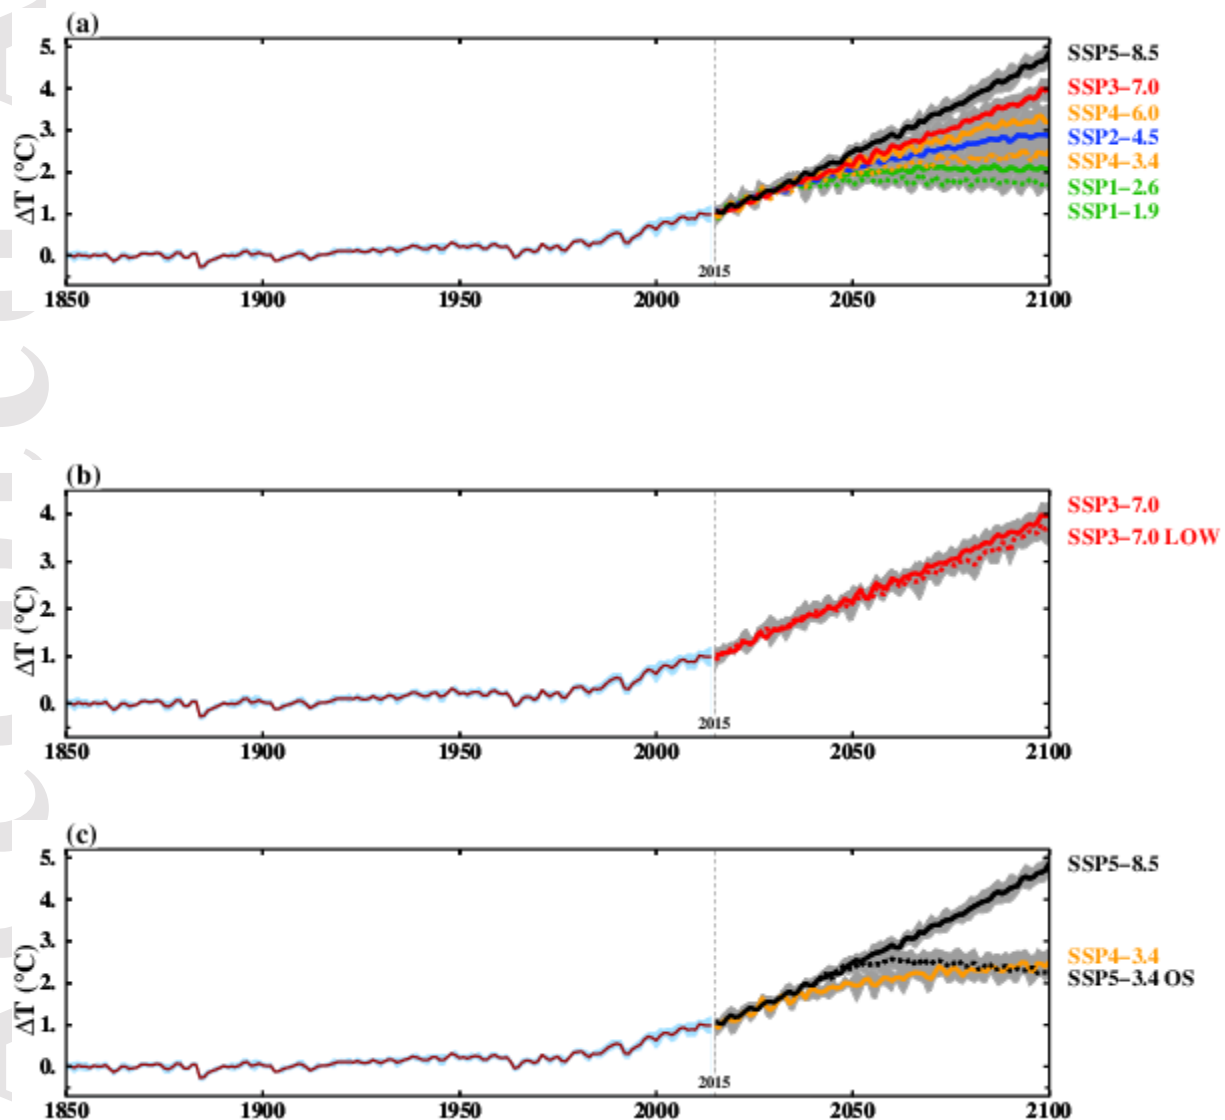 (a)
5.
4.
3.
2.
1.
0.
ΔT (°C)
SSP5–8.5
SSP3–7.0
SSP4–6.0
SSP2–4.5
SSP4–3.4
SSP1–2.6
SSP1–1.9
2015
1850 1900 1950 2000 2050 2100
(b)
4.
3.
2.
1.
0.
ΔT (°C)
SSP3–7.0
SSP3–7.0 LOW
2015
1850 1900 1950 2000 2050 2100
(c)
5.
4.
3.
2.
1.
0.
ΔT (°C)
SSP5–8.5
SSP4–3.4
SSP5–3.4 OS
2015
1850 1900 1950 2000 2050 2100